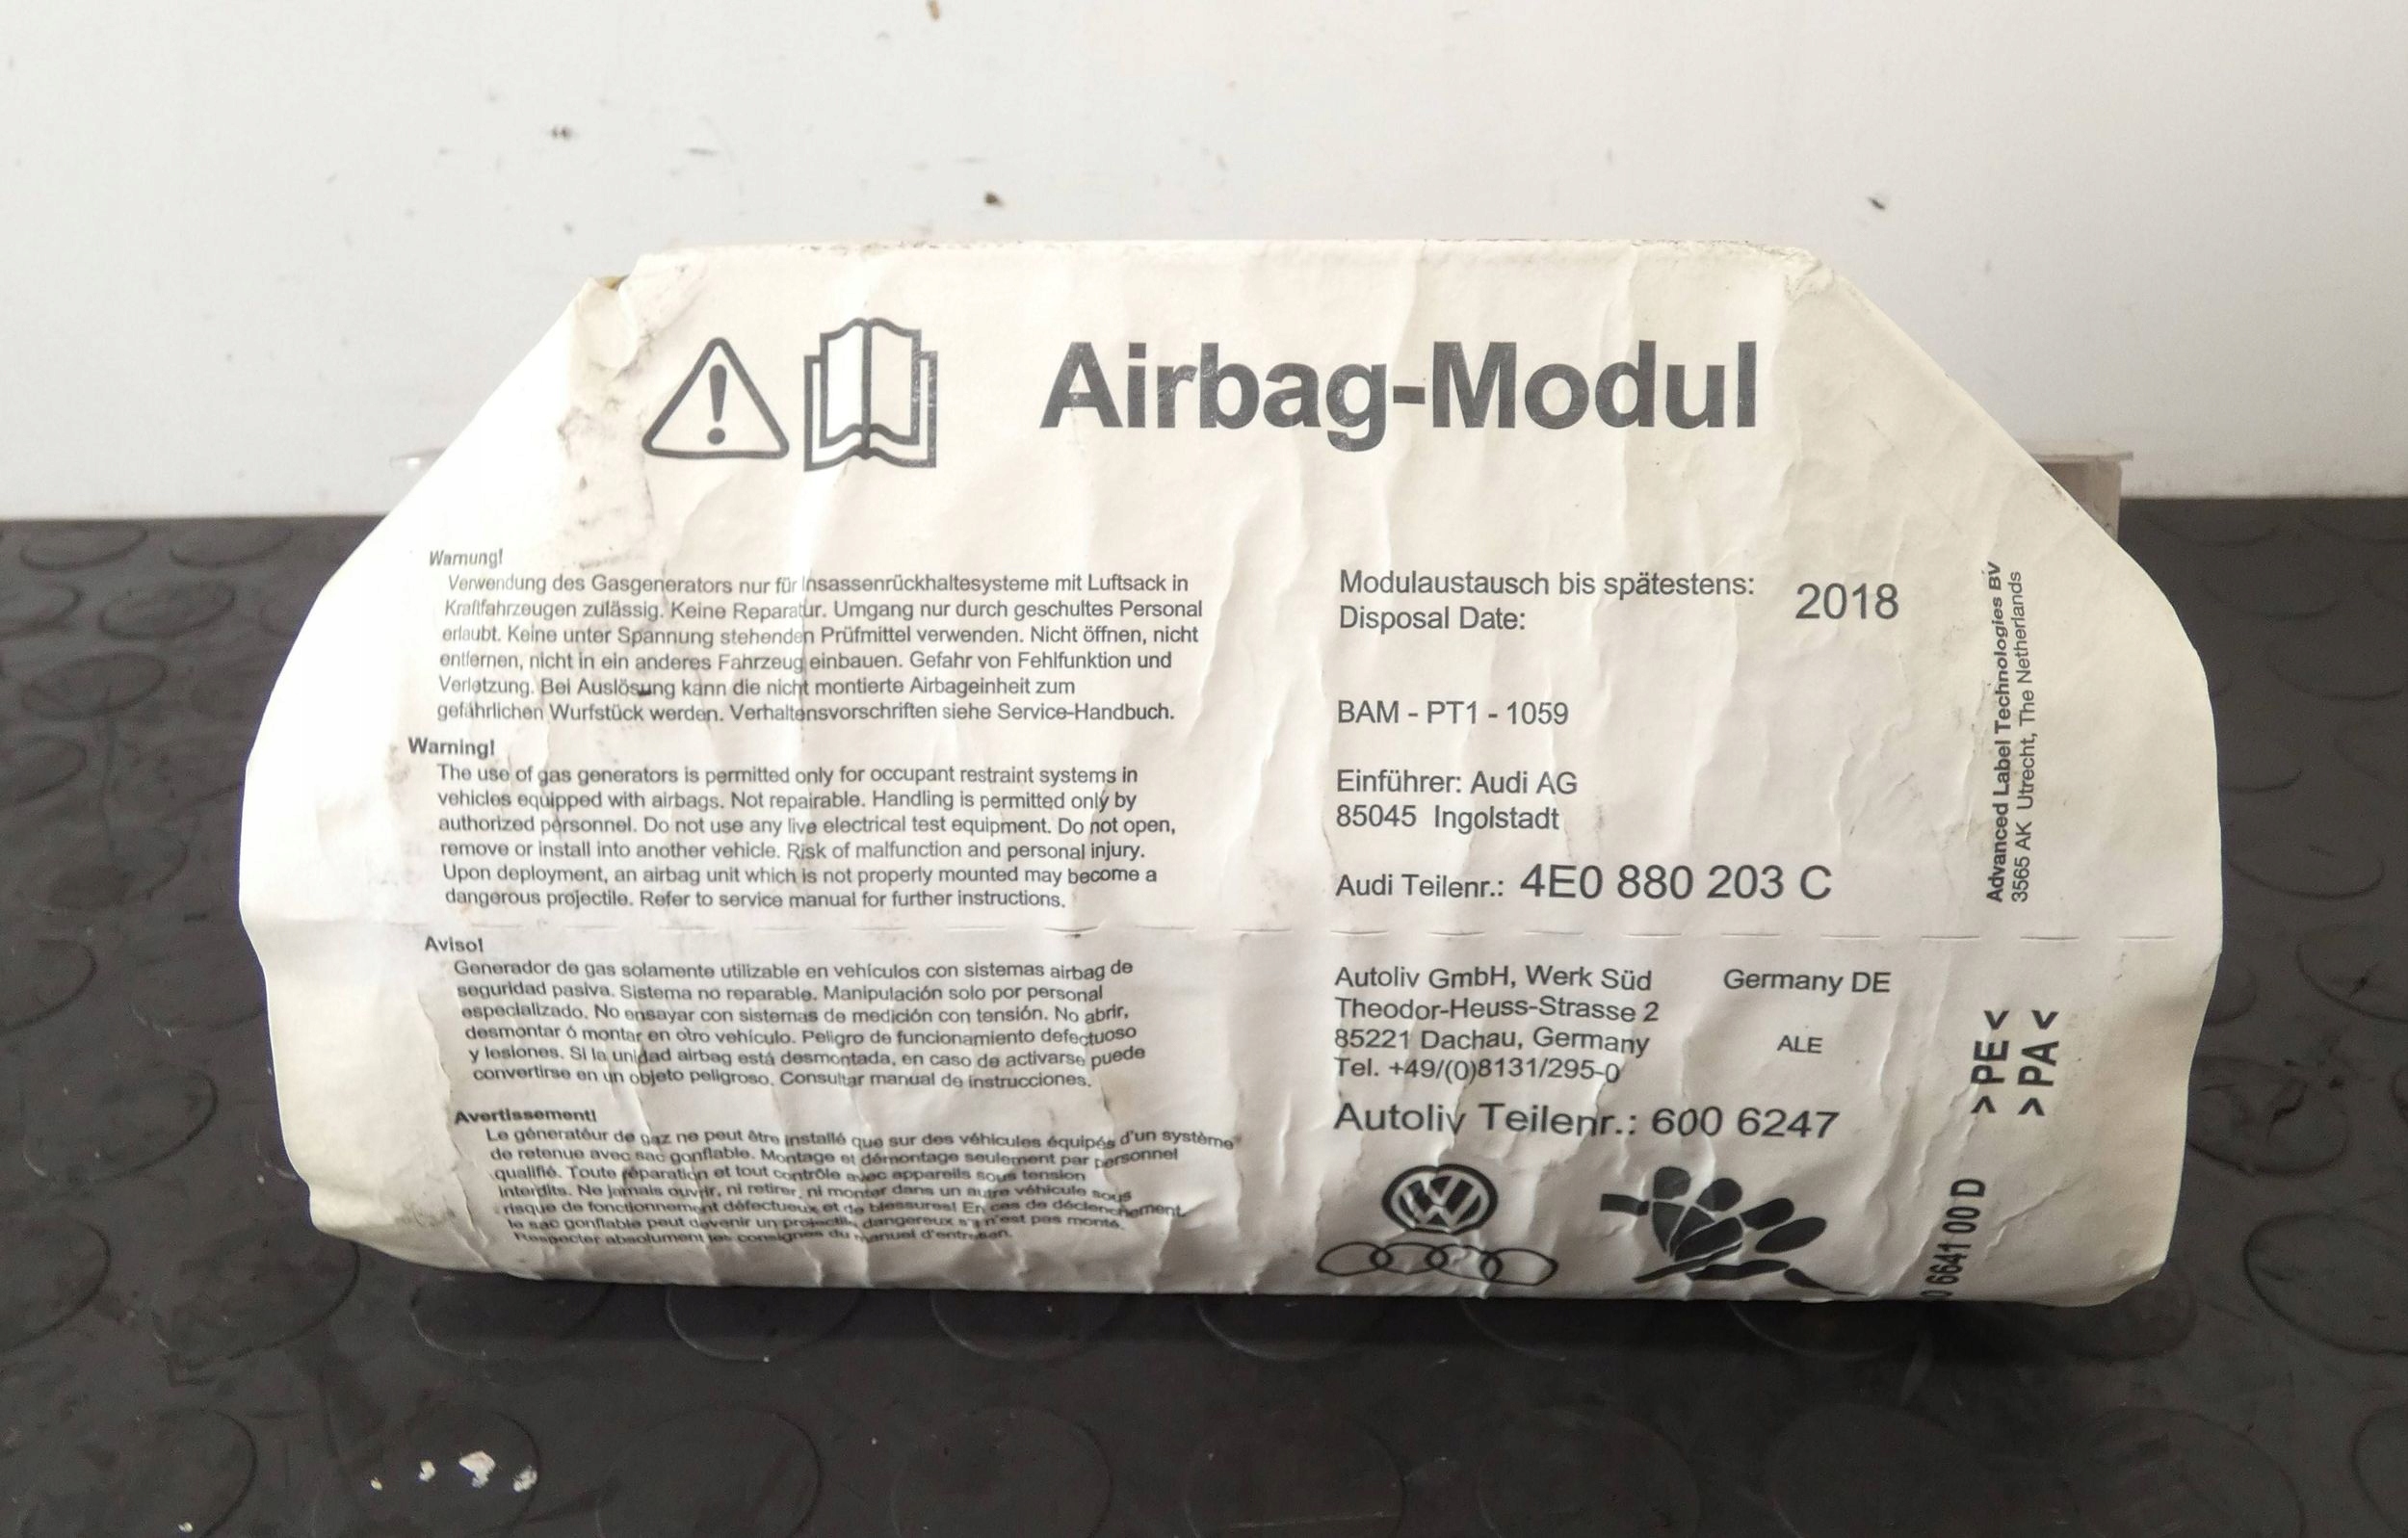 Airbag-Modul
Warnung!
Verwendung des Gasgenerators nur für Insassenrückhaltesysteme mit Luftsack in
Kraftfahrzeugen zulässig. Keine Reparatur. Umgang nur durch geschultes Personal
erlaubt. Keine unter Spannung stehenden Prüfmittel verwenden. Nicht öffnen, nicht
entfernen, nicht in ein anderes Fahrzeug einbauen. Gefahr von Fehlfunktion und
Verletzung. Bei Auslösung kann die nicht montierte Airbageinheit zum
gefährlichen Wurfstück werden. Verhaltensvorschriften siehe Service-Handbuch.
Warning!
The use of gas generators is permitted only for occupant restraint systems in
vehicles equipped with airbags. Not repairable. Handling is permitted only by
authorized personnel. Do not use any live electrical test equipment. Do not open,
remove or install into another vehicle. Risk of malfunction and personal injury.
Upon deployment, an airbag unit which is not properly mounted may become a
dangerous projectile. Refer to service manual for further instructions.
Aviso!
Generador de gas solamente utilizable en vehículos con sistemas airbag de
seguridad pasiva. Sistema no reparable. Manipulación solo por personal
especializado. No ensayar con sistemas de medición con tensión. No abrir,
desmontar ó montar en otro vehículo. Peligro de funcionamiento defectuoso
y lesiones. Si la unidad airbag está desmontada, en caso de activarse puede
convertirse en un objeto peligroso. Consultar manual de instrucciones.
Avertissement!
Le générateur de gaz ne peut être installé que sur des véhicules équipés d'un système
de retenue avec sac gonflable. Montage et démontage seulement par personnel
qualifié. Toute réparation et tout contrôle avec appareils sous tension
interdits. Ne jamais ouvrir, ni retirer, ni monter dans un autre véhicule sous
risque de fonctionnement défectueux et de blessures! En cas de déclenchement
le sac gonflable peut devenir un projectile dangereux s'il n'est pas monté.
Respecter absolument les consignes du manuel d'entretien.
Modulaustausch bis spätestens:
Disposal Date:
2018
BAM - PT1 - 1059
Einführer: Audi AG
85045 Ingolstadt
Audi Teilenr.: 4E0 880 203 C
Autoliv GmbH, Werk Süd Germany DE
Theodor-Heuss-Strasse 2
85221 Dachau, Germany ALE
Tel. +49/(0)8131/295-0
Autoliv Teilenr.: 600 6247
Advanced Label Technologies BV
3565 AK Utrecht, The Netherlands
>PE<
>PA<
6641 00 D